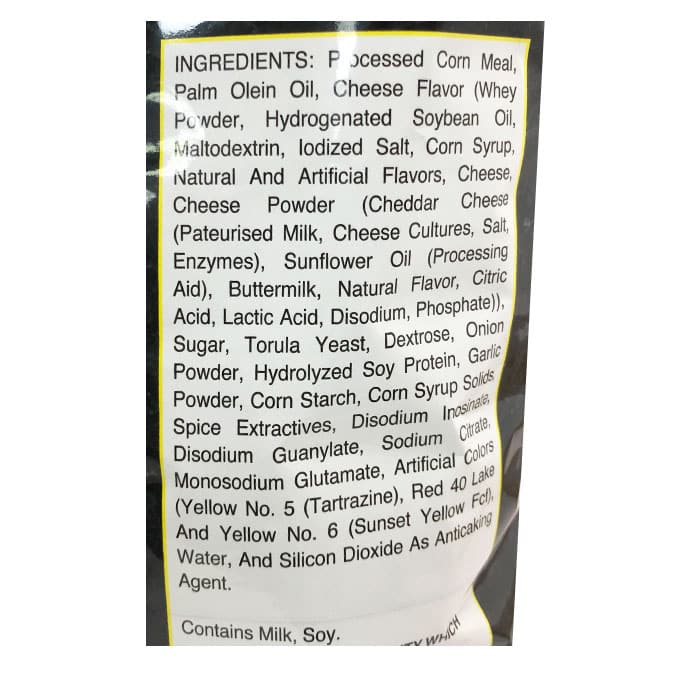 INGREDIENTS: Processed Corn Meal,
Palm Olein Oil, Cheese Flavor (Whey
Powder, Hydrogenated Soybean Oil,
Maltodextrin, Iodized Salt, Corn Syrup,
Natural And Artificial Flavors, Cheese,
Cheese Powder (Cheddar Cheese
(Pateurised Milk, Cheese Cultures, Salt,
Enzymes), Sunflower Oil (Processing
Aid), Buttermilk, Natural Flavor, Citric
Acid, Lactic Acid, Disodium, Phosphate)),
Sugar, Torula Yeast, Dextrose, Onion
Powder, Hydrolyzed Soy Protein, Garlic
Powder, Corn Starch, Corn Syrup Solids
Spice Extractives, Disodium Inosinate,
Disodium Guanylate, Sodium Citrate,
Monosodium Glutamate, Artificial Colors
(Yellow No. 5 (Tartrazine), Red 40 Lake
And Yellow No. 6 (Sunset Yellow Fcf),
Water, And Silicon Dioxide As Anticaking
Agent.
Contains Milk, Soy.
WHICH